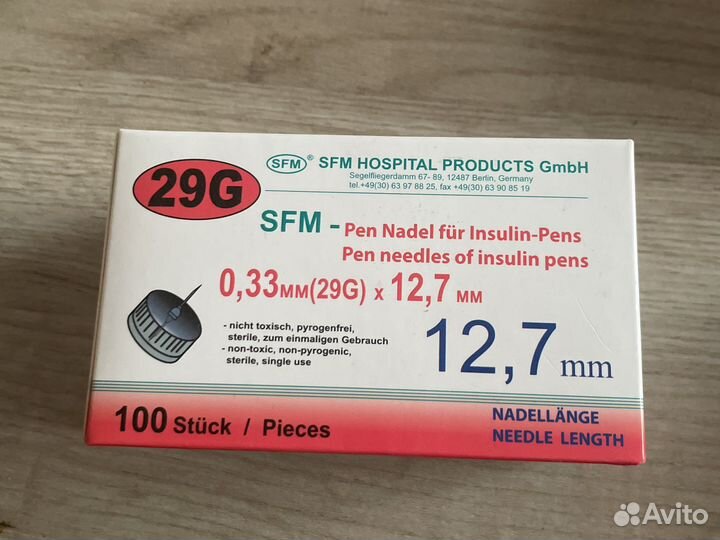 29G
SFM® SFM HOSPITAL PRODUCTS GmbH
Segelfliegerdamm 67- 89, 12487 Berlin, Germany
tel.+49(30) 63 97 88 25, fax +49(30) 63 90 85 19
SFM - Pen Nadel für Insulin-Pens
Pen needles of insulin pens
0,33мм(29G) x 12,7 мм
- nicht toxisch, pyrogenfrei,
sterile, zum einmaligen Gebrauch
- non-toxic, non-pyrogenic,
sterile, single use
12,7 mm
100 Stück / Pieces
NADELLÄNGE
NEEDLE LENGTH
Avito